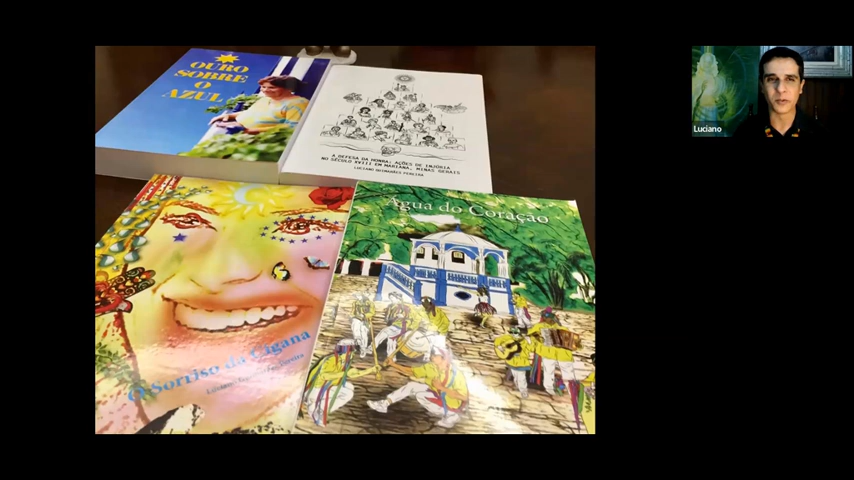 OURO
SOBRE
O
AZUL
A DEFESA DA HONRA: AÇÕES DE INJÚRIA
NO SÉCULO XVIII EM MARIANA, MINAS GERAIS
LUCIANO GUIMARÃES PEREIRA
Água do Coração
O Sorriso da Cigana
Luciano